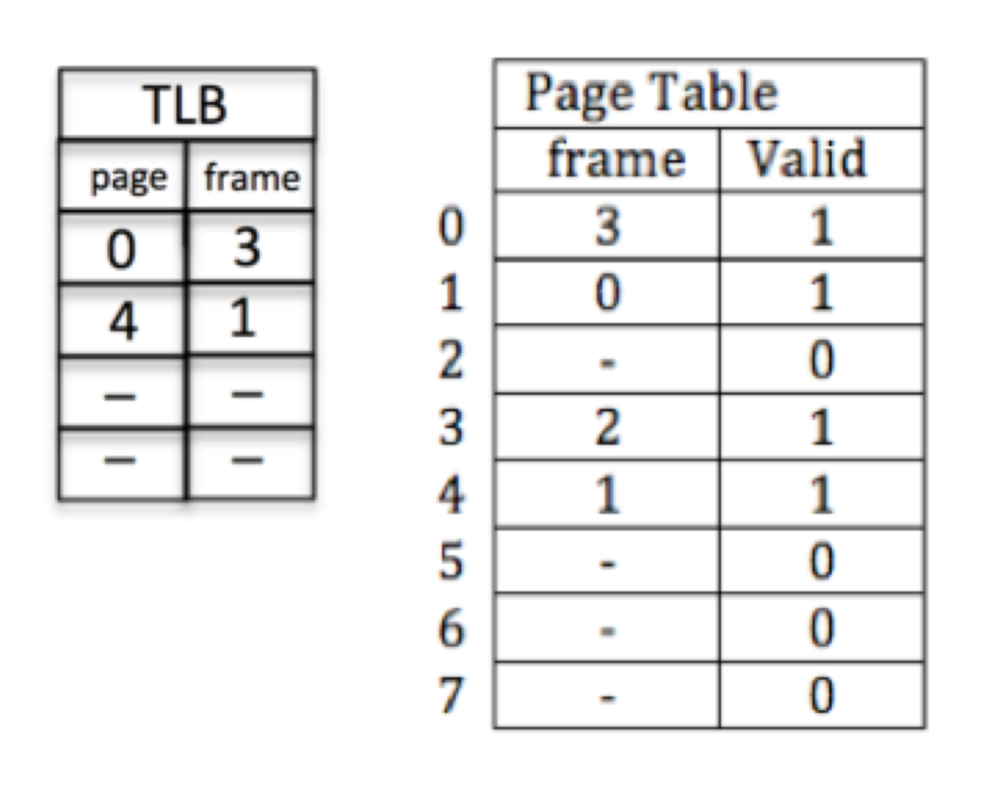 TLB
page frame
0 3
4 1
– –
– –
Page Table
frame Valid
0 3 1
1 0 1
2 - 0
3 2 1
4 1 1
5 - 0
6 - 0
7 - 0